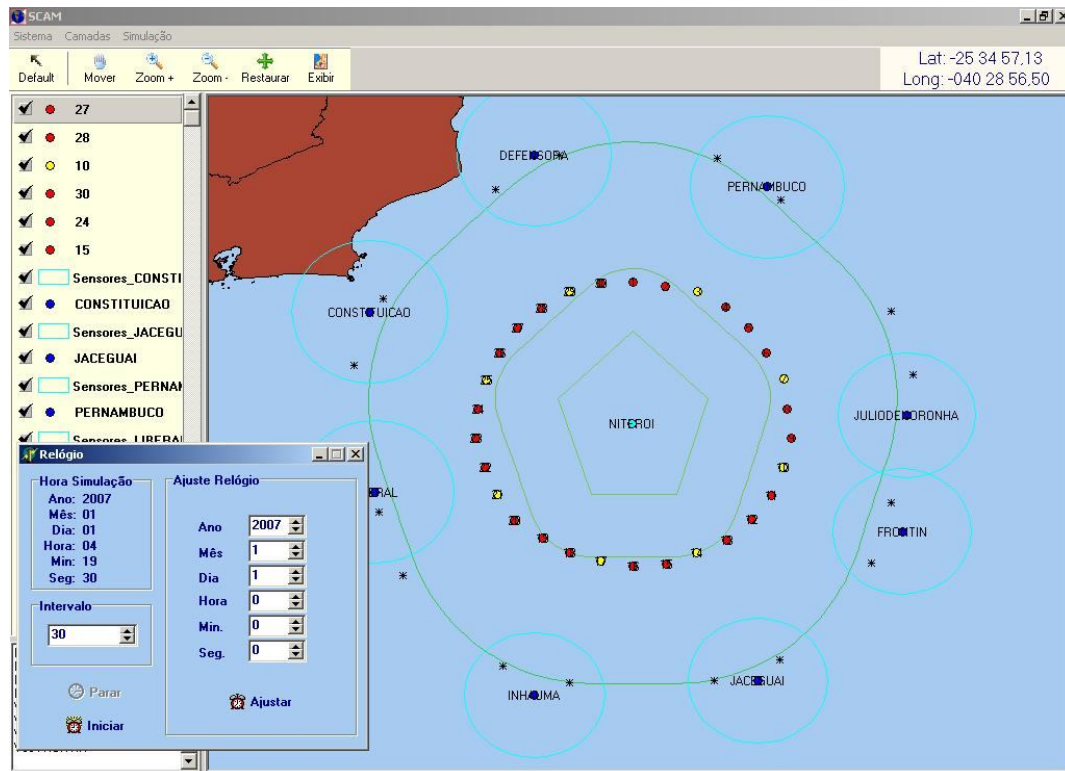 SCAM
Sistema Camadas Simulação
Default Mover Zoom + Zoom - Restaurar Exibir
Lat: -25 34 57,13
Long: -040 28 56,50
27
28
10
30
24
15
Sensores_CONSTI
CONSTITUICAO
Sensores_JACEGU
JACEGUAI
Sensores_PERNA
PERNAMBUCO
Sensores_LIBERAL
DEFENSORA
PERNAMBUCO
CONSTITUICAO
NITEROI
JULIODENORONHA
FRONTIN
INHAUMA
JACEGUAI
Relógio
Hora Simulação
Ano: 2007
Mês: 01
Dia: 01
Hora: 04
Min: 19
Seg: 30
Intervalo
30
Parar
Iniciar
Ajuste Relógio
Ano 2007
Mês 1
Dia 1
Hora 0
Min. 0
Seg. 0
Ajustar